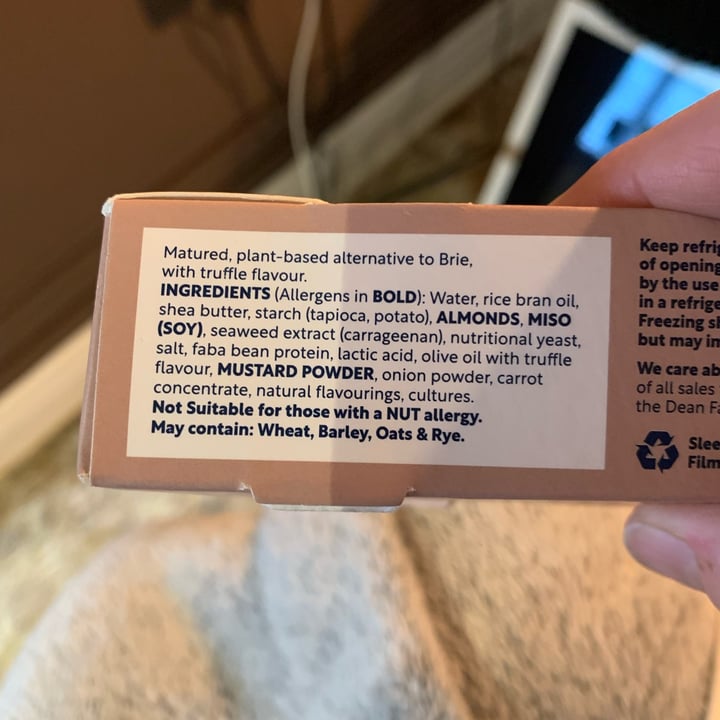 Matured, plant-based alternative to Brie,
with truffle flavour.
INGREDIENTS (Allergens in BOLD): Water, rice bran oil,
shea butter, starch (tapioca, potato), ALMONDS, MISO
(SOY), seaweed extract (carrageenan), nutritional yeast,
salt, faba bean protein, lactic acid, olive oil with truffle
flavour, MUSTARD POWDER, onion powder, carrot
concentrate, natural flavourings, cultures.
Not Suitable for those with a NUT allergy.
May contain: Wheat, Barley, Oats & Rye.
Keep refri
of opening
by the use
in a refrige
Freezing s
but may i
We care ab
of all sales
the Dean Fa
Slee
Film